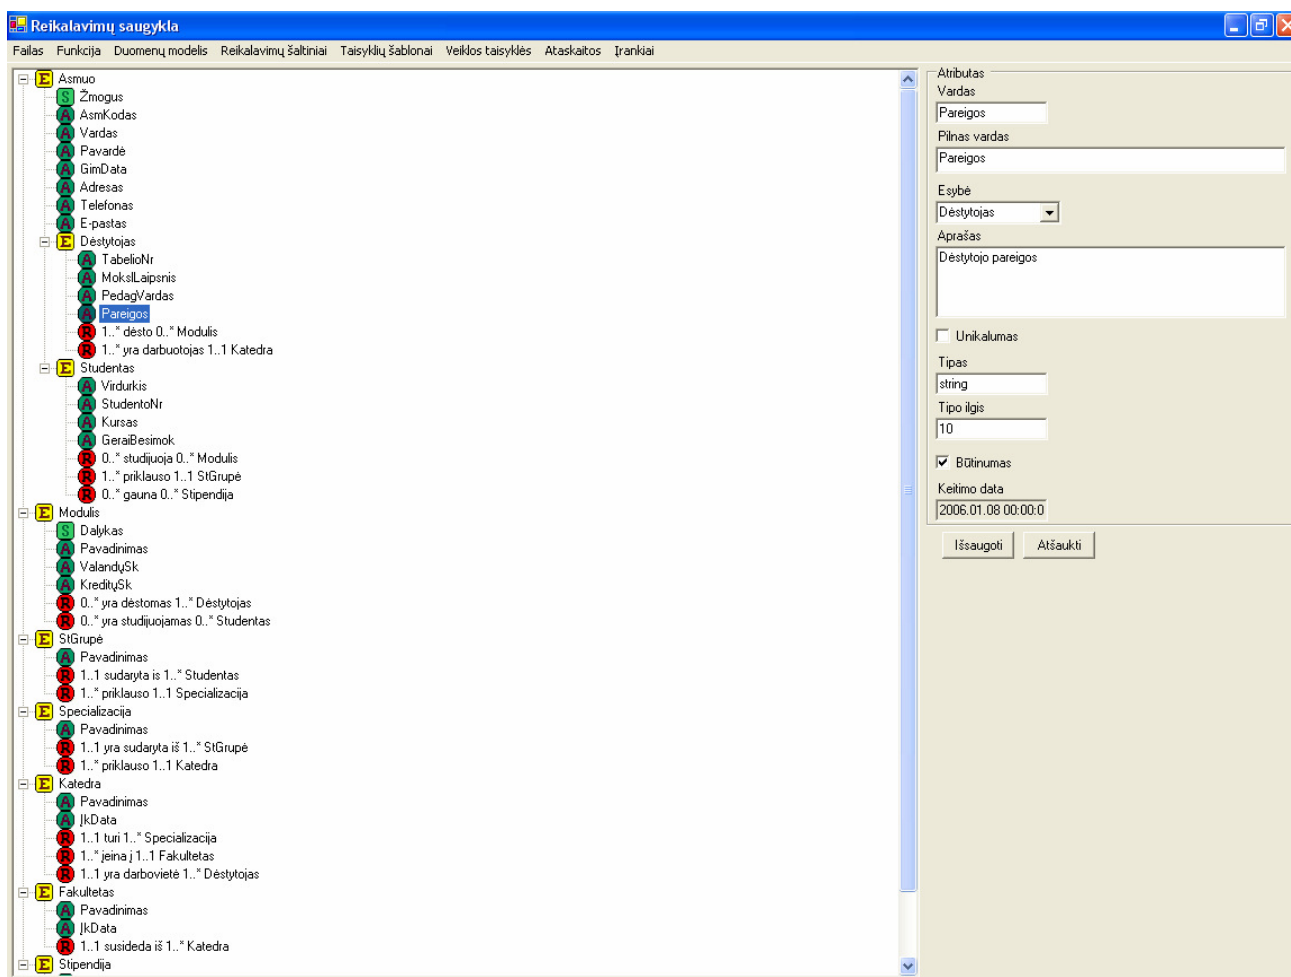 Reikalavimų saugykla
Failas Funkcija Duomenų modelis Reikalavimų šaltiniai Taisyklių šablonai Veiklos taisyklės Ataskaitos Įrankiai
E Asmuo
S Žmogus
A AsmKodas
A Vardas
A Pavardė
A GimData
A Adresas
A Telefonas
A E-pastas
E Dėstytojas
A TabelioNr
A MokslLaipsnis
A PedagVardas
A Pareigos
R 1..* dėsto 0..* Modulis
R 1..* yra darbuotojas 1..1 Katedra
E Studentas
A Virdurkis
A StudentoNr
A Kursas
A GeraiBesimok
R 0..* studijuoja 0..* Modulis
R 1..* priklauso 1..1 StGrupė
R 0..* gauna 0..* Stipendija
E Modulis
S Dalykas
A Pavadinimas
A ValandųSk
A KreditųSk
R 0..* yra dėstomas 1..* Dėstytojas
R 0..* yra studijuojamas 0..* Studentas
E StGrupė
A Pavadinimas
R 1..1 sudaryta is 1..* Studentas
R 1..* priklauso 1..1 Specializacija
E Specializacija
A Pavadinimas
R 1..1 yra sudaryta iš 1..* StGrupė
R 1..* priklauso 1..1 Katedra
E Katedra
A Pavadinimas
A ĮkData
R 1..1 turi 1..* Specializacija
R 1..* įeina į 1..1 Fakultetas
R 1..1 yra darbovietė 1..* Dėstytojas
E Fakultetas
A Pavadinimas
A ĮkData
R 1..1 susideda iš 1..* Katedra
E Stipendija
Atributas
Vardas
Pareigos
Pilnas vardas
Pareigos
Esybė
Dėstytojas
Aprašas
Dėstytojo pareigos
Unikalumas
Tipas
string
Tipo ilgis
10
Būtinumas
Keitimo data
2006.01.08 00:00:0
Išsaugoti Atšaukti